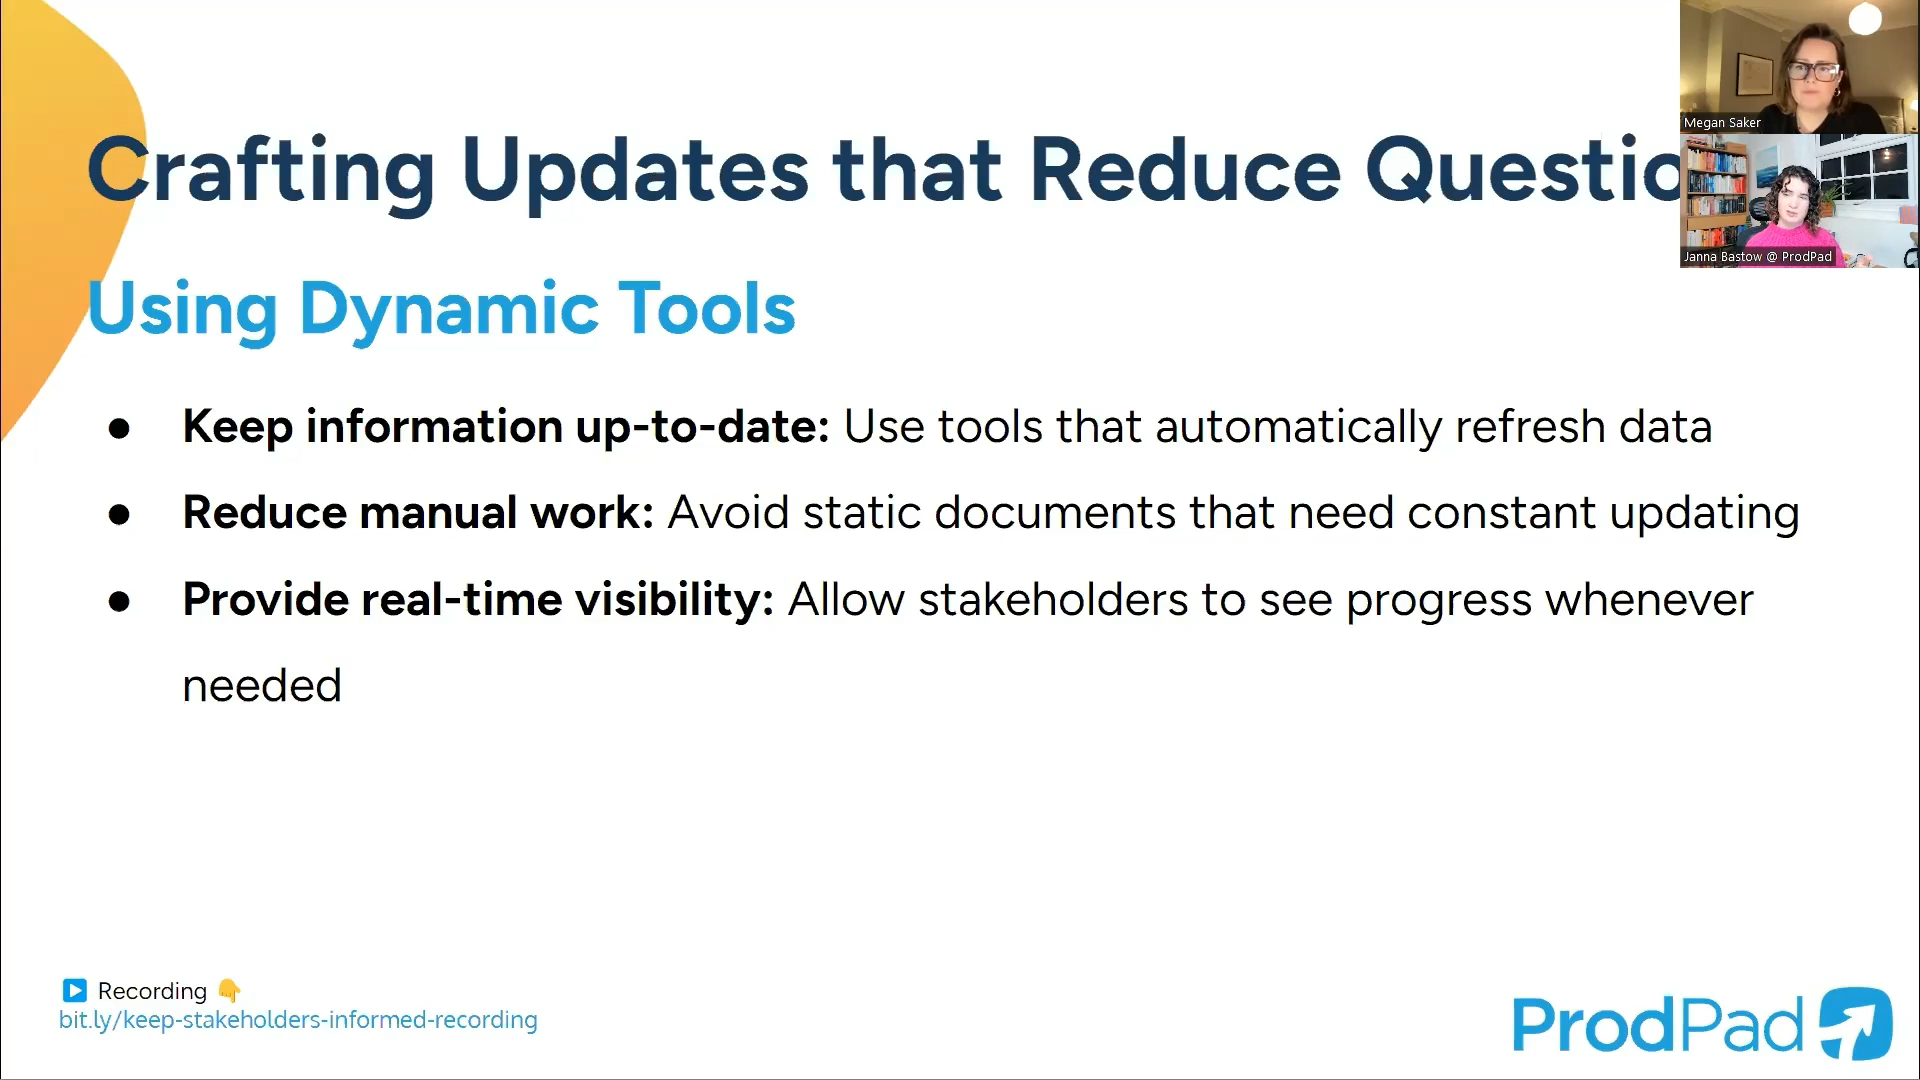 Crafting Updates that Reduce Questio
Megan Saker
Janna Bastow @ ProdPad
Using Dynamic Tools
● Keep information up-to-date: Use tools that automatically refresh data
● Reduce manual work: Avoid static documents that need constant updating
● Provide real-time visibility: Allow stakeholders to see progress whenever
needed
▶️ Recording 👇
bit.ly/keep-stakeholders-informed-recording
ProdPad